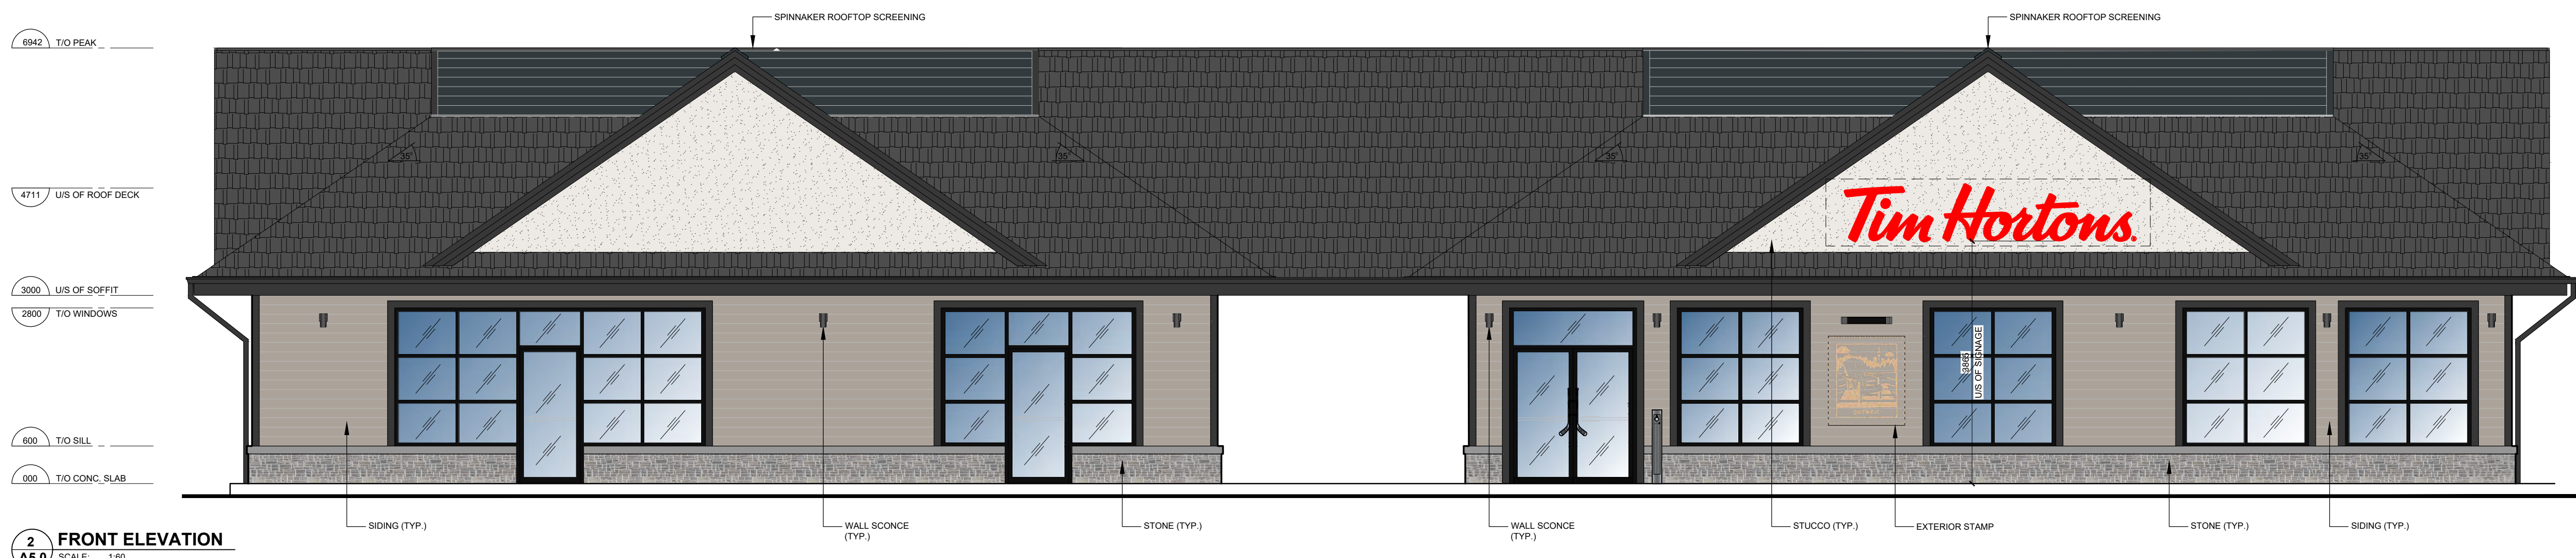 SPINNAKER ROOFTOP SCREENING
SPINNAKER ROOFTOP SCREENING
6942 T/O PEAK
35°
35°
35°
35°
4711 U/S OF ROOF DECK
Tim Hortons.
3000 U/S OF SOFFIT
2800 T/O WINDOWS
3865
U/S OF SIGNAGE
600 T/O SILL
000 T/O CONC. SLAB
SIDING (TYP.)
WALL SCONCE
(TYP.)
STONE (TYP.)
WALL SCONCE
(TYP.)
STUCCO (TYP.)
EXTERIOR STAMP
STONE (TYP.)
SIDING (TYP.)
2 FRONT ELEVATION
A5.0 SCALE: 1:60